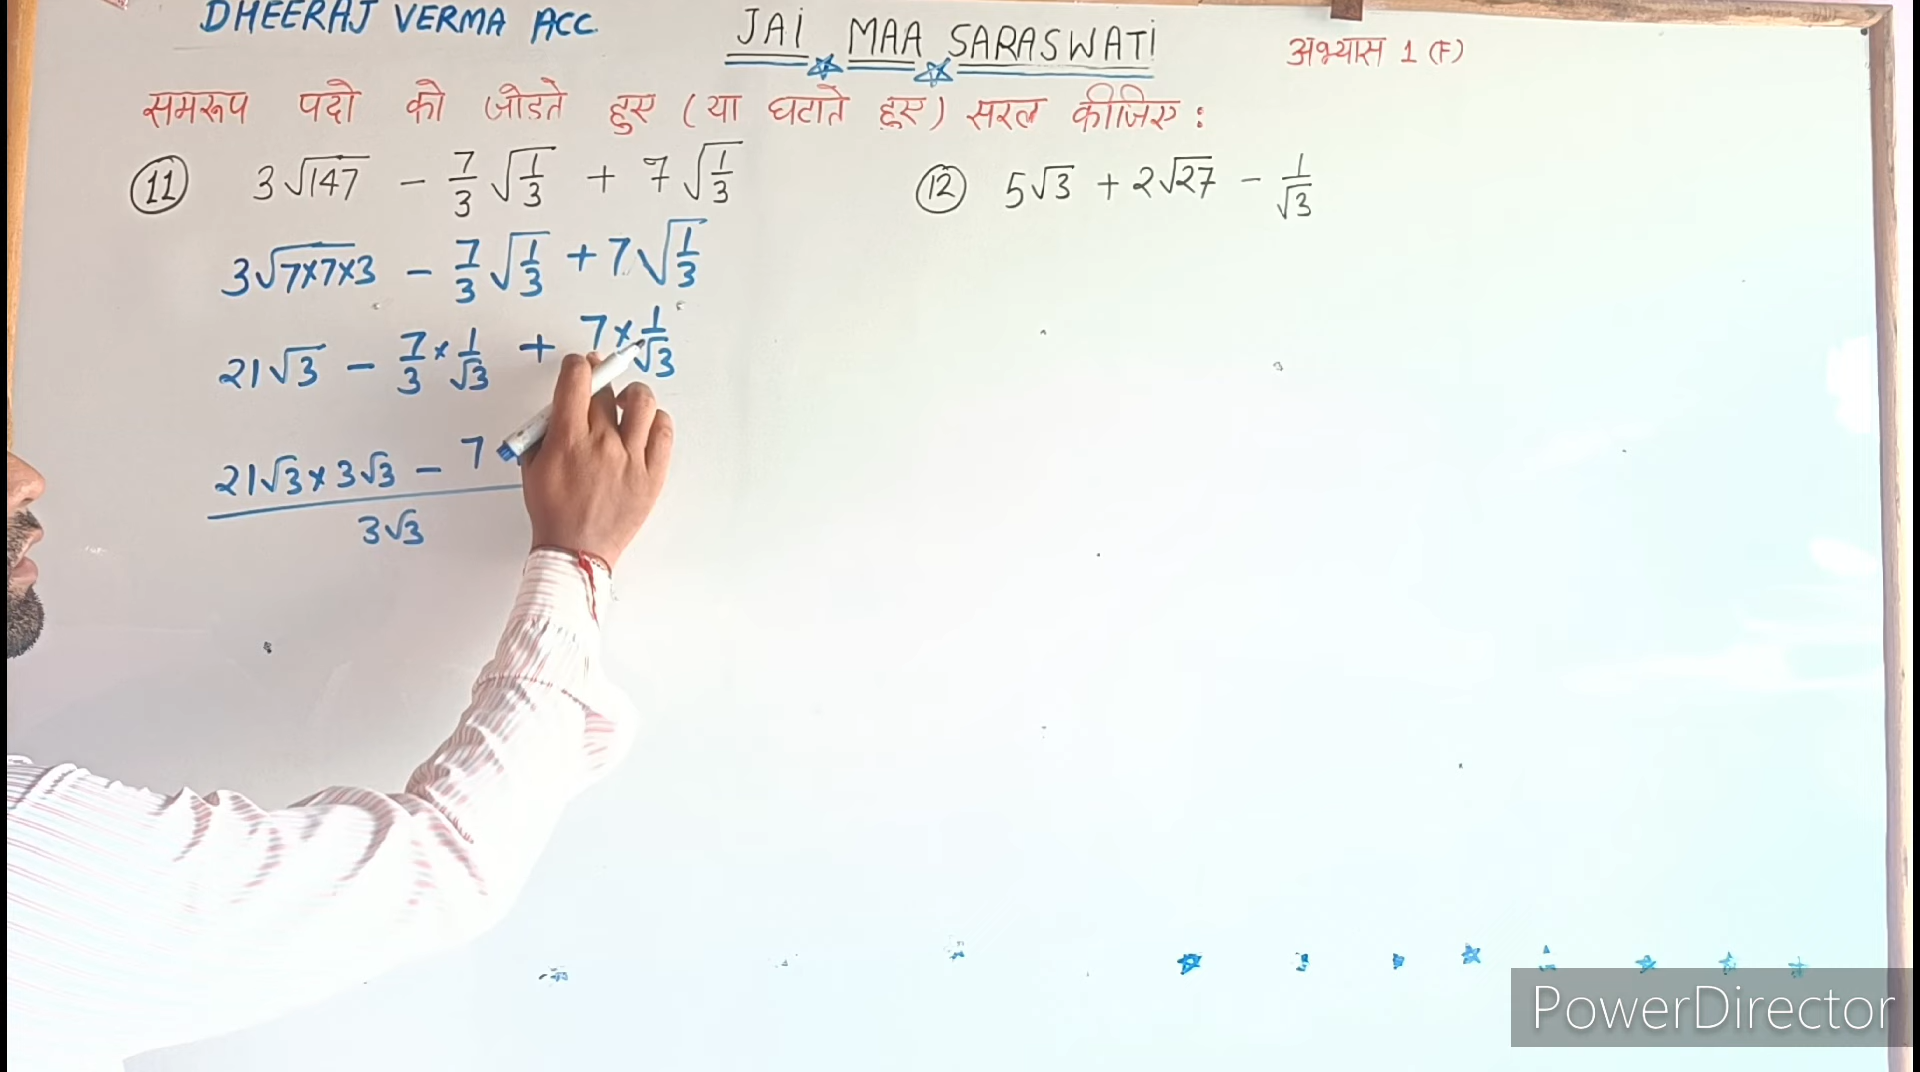 DHEERAJ VERMA ACC.
JAI MAA SARASWATI
अभ्यास 1 (F)
समरूप पदो को जोडते हुए (या घटाते हुए) सरल कीजिए :
11 3√147 - 7/3 √1/3 + 7 √1/3
12 5√3 + 2√27 - 1/√3
3√7×7×3 - 7/3 √1/3 + 7√1/3
21√3 - 7/3 × 1/√3 + 7 × 1/√3
21√3 × 3√3 - 7
3√3
PowerDirector